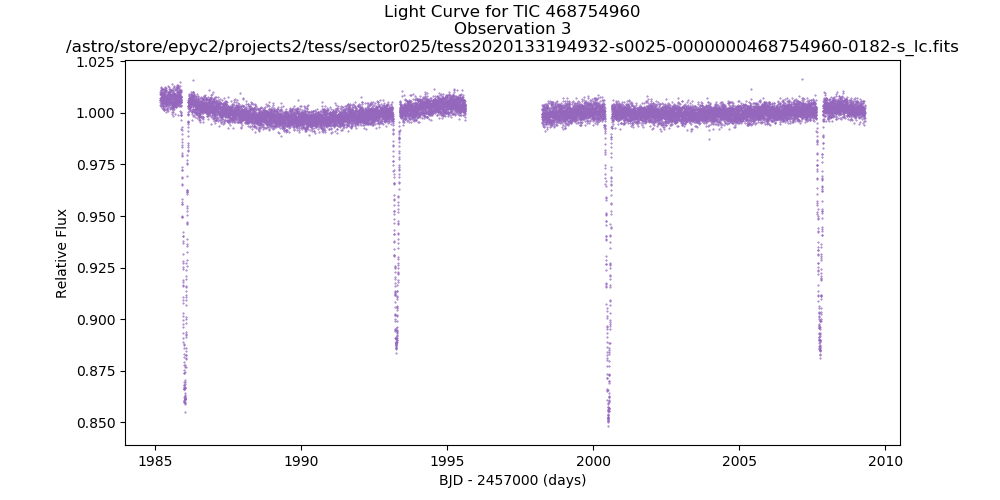 Light Curve for TIC 468754960
Observation 3
/astro/store/epyc2/projects2/tess/sector025/tess2020133194932-s0025-0000000468754960-0182-s_lc.fits
1.025
1.000
0.975
0.950
0.925
0.900
0.875
0.850
Relative Flux
1985
1990
1995
2000
2005
2010
BJD - 2457000 (days)